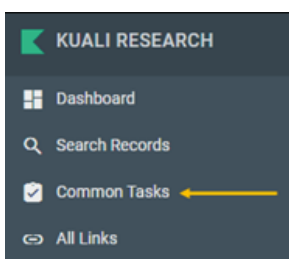 KUALI RESEARCH
Dashboard
Search Records
Common Tasks
All Links